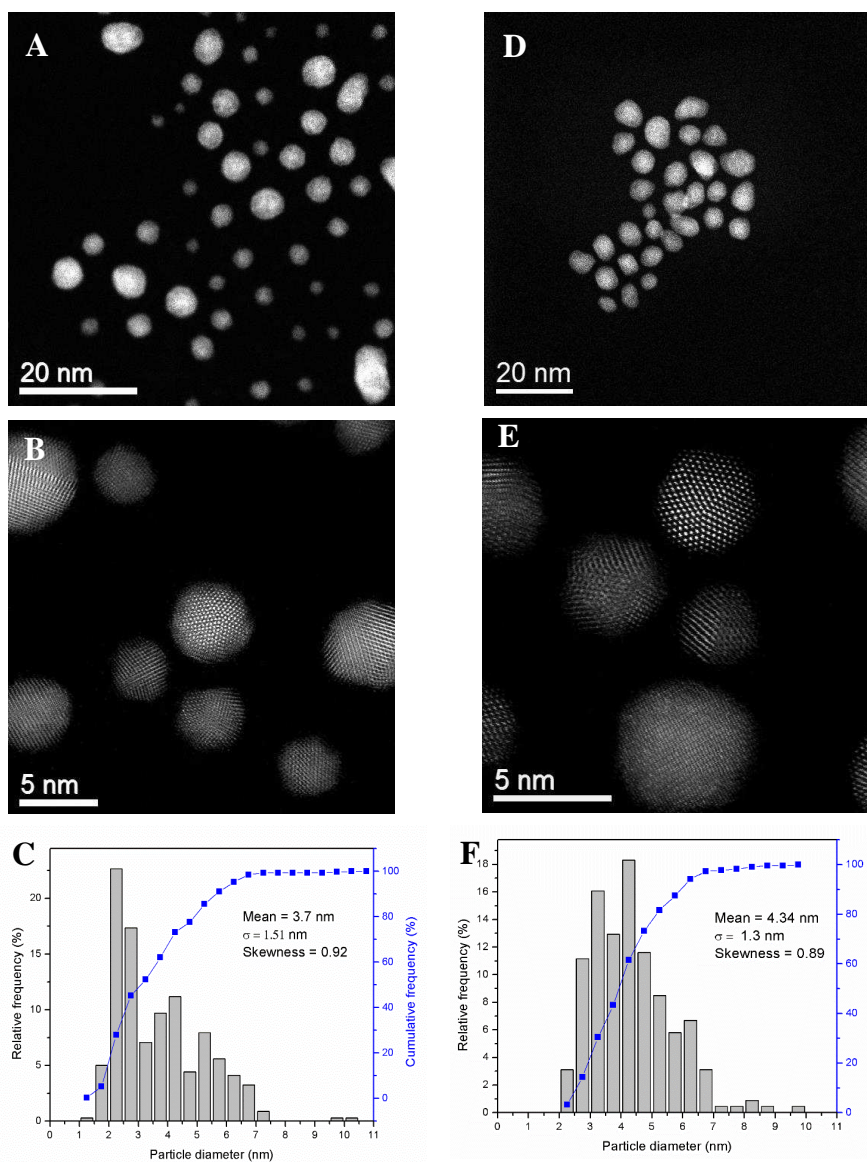 A
20 nm
D
20 nm
B
5 nm
E
5 nm
C
Relative frequency (%)
20
15
10
5
0
Mean = 3.7 nm
σ = 1.51 nm
Skewness = 0.92
100
80
60
40
20
0
Cumulative frequency (%)
0 1 2 3 4 5 6 7 8 9 10 11
Particle diameter (nm)
F
Relative frequency (%)
18
16
14
12
10
8
6
4
2
0
Mean = 4.34 nm
σ = 1.3 nm
Skewness = 0.89
100
80
60
40
20
0
0 1 2 3 4 5 6 7 8 9 10 11
Particle diameter (nm)